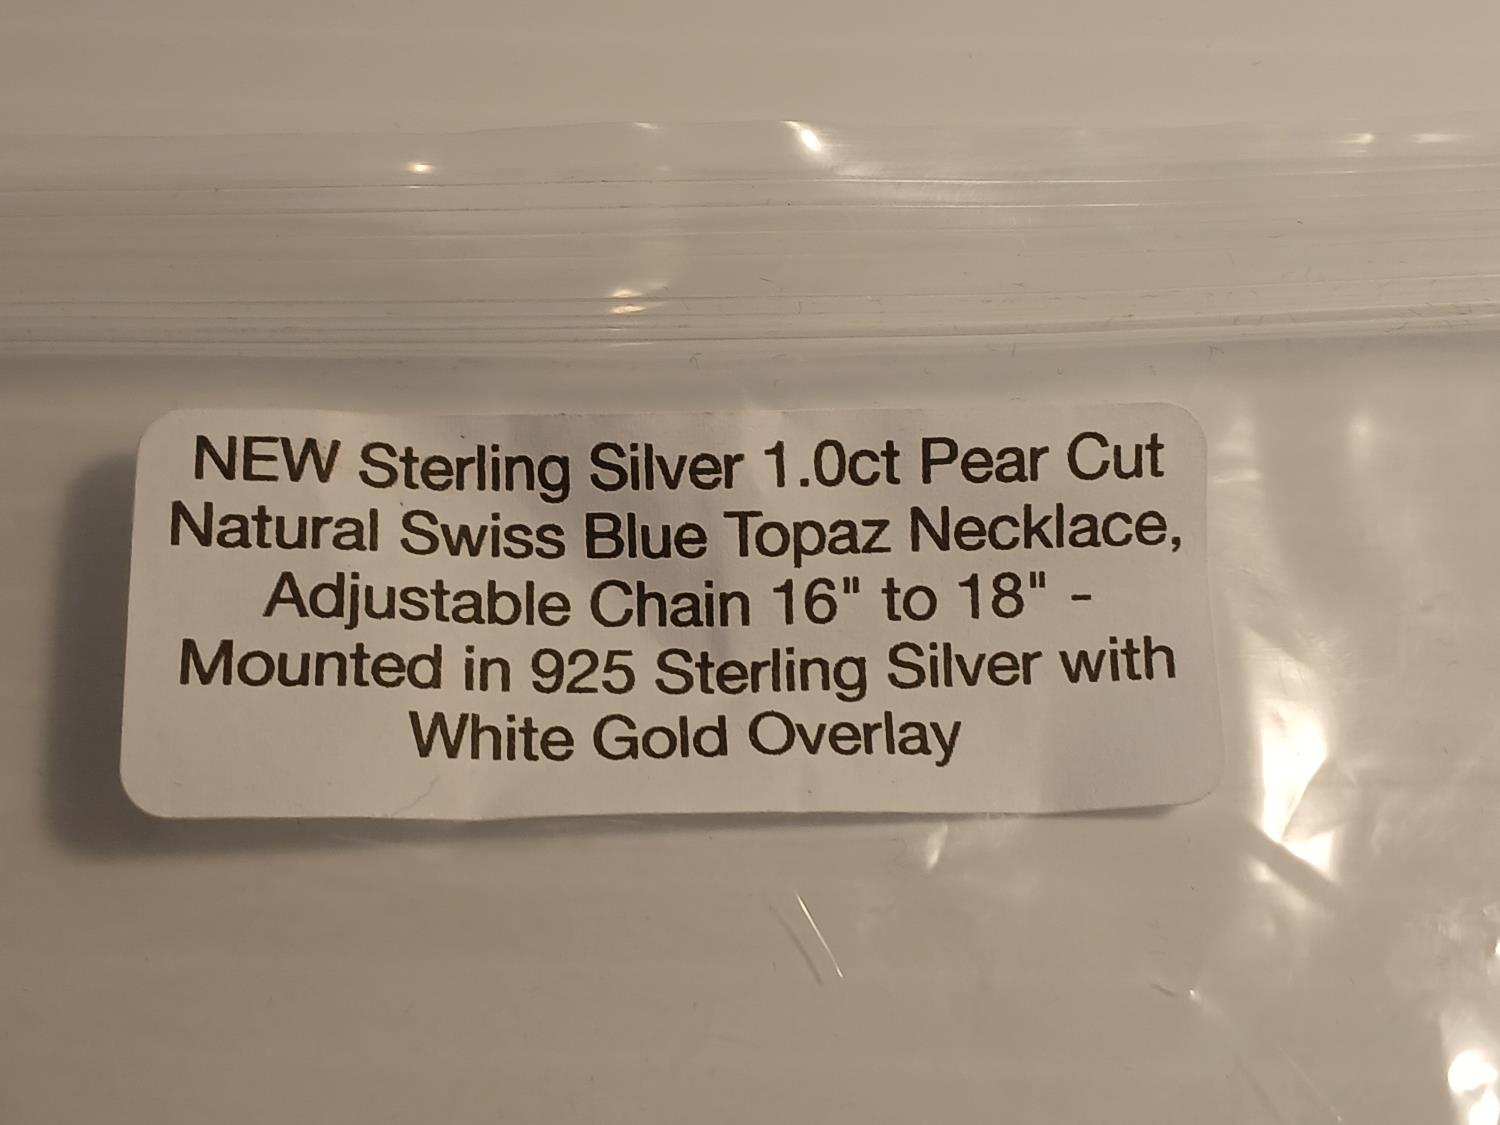 NEW Sterling Silver 1.0ct Pear Cut
Natural Swiss Blue Topaz Necklace,
Adjustable Chain 16" to 18" -
Mounted in 925 Sterling Silver with
White Gold Overlay